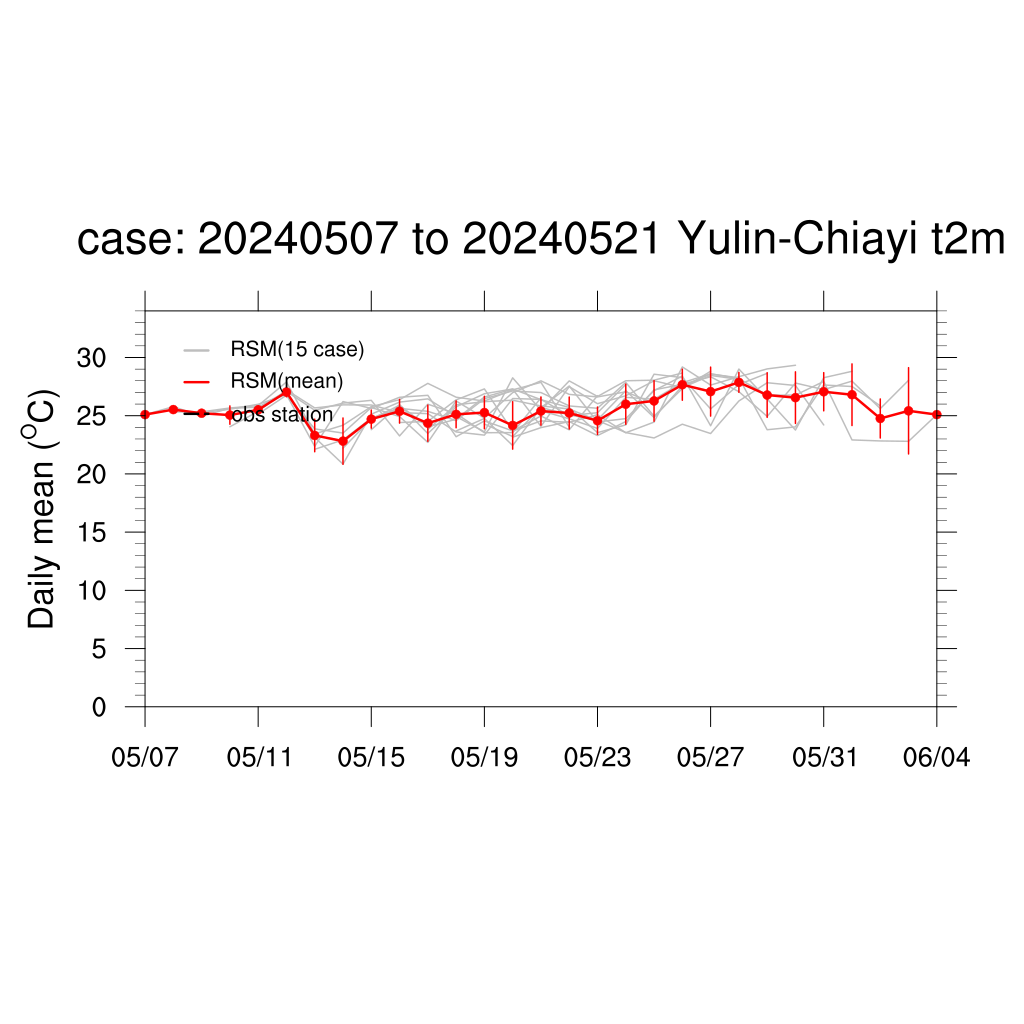 case: 20240507 to 20240521 Yulin-Chiayi t2m
RSM(15 case)
RSM(mean)
obs station
Daily mean (°C)
30
25
20
15
10
5
0
05/07 05/11 05/15 05/19 05/23 05/27 05/31 06/04